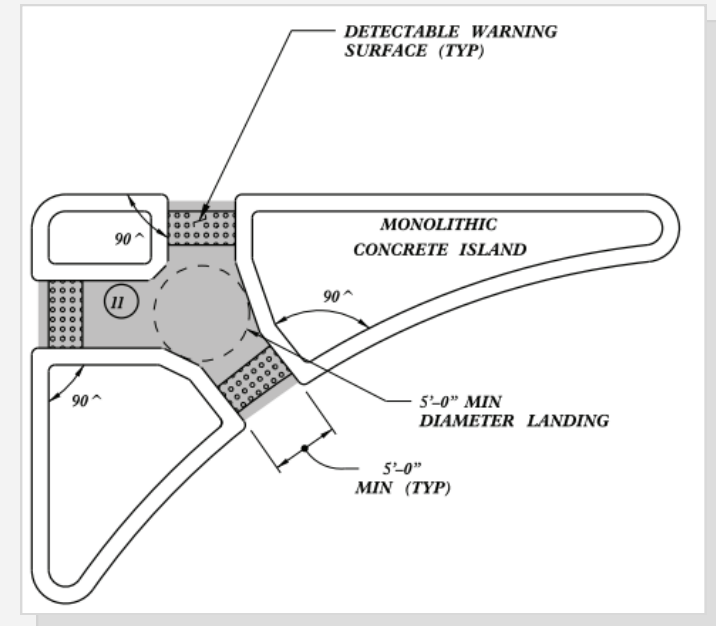 DETECTABLE WARNING
SURFACE (TYP)
MONOLITHIC
CONCRETE ISLAND
90^
90^
11
90^
5'–0" MIN
DIAMETER LANDING
5'–0"
MIN (TYP)